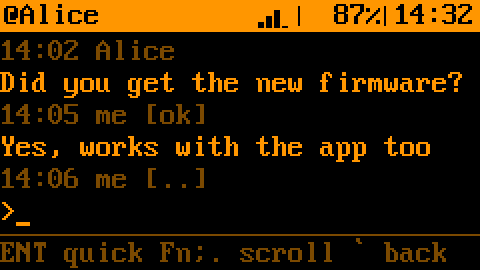 @Alice | 87%|14:32
14:02 Alice
Did you get the new firmware?
14:05 me [ok]
Yes, works with the app too
14:06 me [..]
>_
ENT quick Fn;. scroll ` back